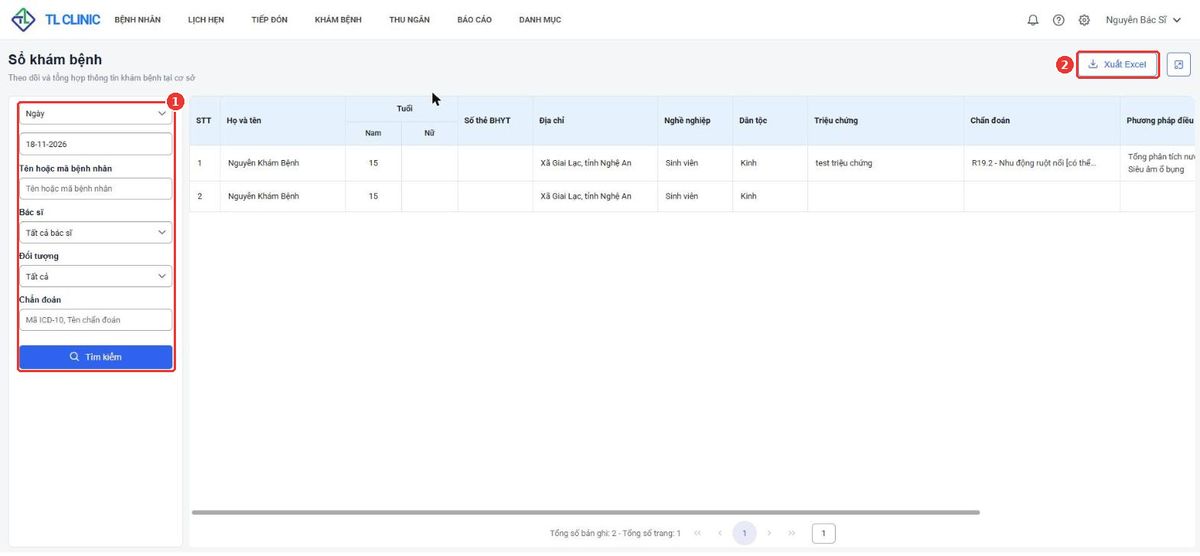 TL CLINIC
BỆNH NHÂN LỊCH HẸN TIẾP ĐÓN KHÁM BỆNH THU NGÂN BÁO CÁO DANH MỤC
Nguyễn Bác Sĩ
Sổ khám bệnh
Theo dõi và tổng hợp thông tin khám bệnh tại cơ sở
2 Xuất Excel
1
Ngày
18-11-2026
Tên hoặc mã bệnh nhân
Tên hoặc mã bệnh nhân
Bác sĩ
Tất cả bác sĩ
Đối tượng
Tất cả
Chẩn đoán
Mã ICD-10, Tên chẩn đoán
Tìm kiếm
STT Họ và tên Tuổi Số thẻ BHYT Địa chỉ Nghề nghiệp Dân tộc Triệu chứng Chẩn đoán Phương pháp điều
Nam Nữ
1 Nguyễn Khám Bệnh 15 Xã Giai Lạc, tỉnh Nghệ An Sinh viên Kinh test triệu chứng R19.2 - Nhu động ruột nổi [có thể... Tổng phân tích nướ
Siêu âm ổ bụng
2 Nguyễn Khám Bệnh 15 Xã Giai Lạc, tỉnh Nghệ An Sinh viên Kinh
Tổng số bản ghi: 2 - Tổng số trang: 1 1 1